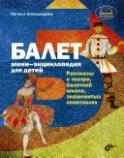 Наталья Александрова
БАЛЕТ
мини-энциклопедия
для детей
Рассказы
о театре,
балетной
школе,
знаменитых
спектаклях